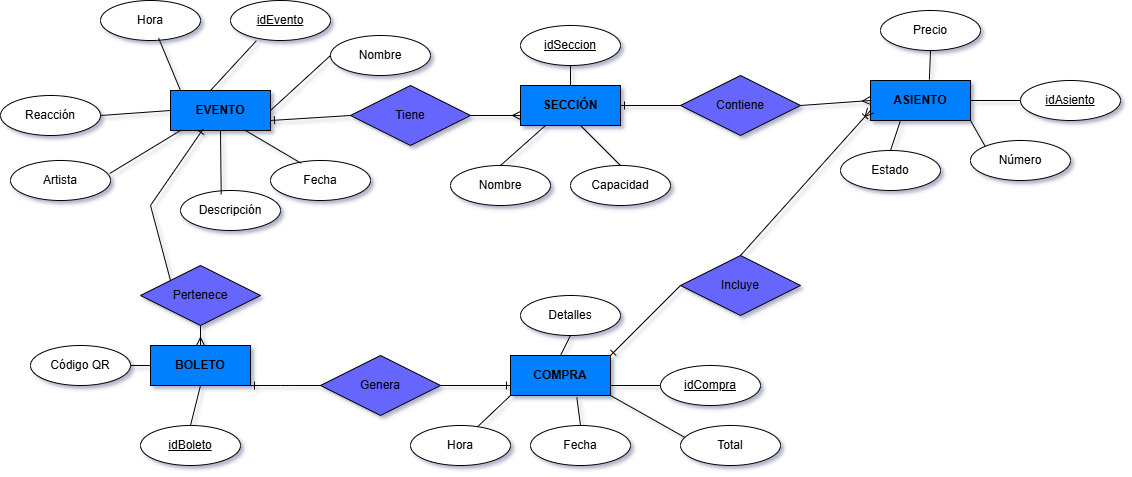 Hora
idEvento
Nombre
Reacción
EVENTO
Artista
Descripción
Fecha
Tiene
idSeccion
SECCIÓN
Nombre
Capacidad
Contiene
Precio
ASIENTO
idAsiento
Estado
Número
Pertenece
Incluye
Código QR
BOLETO
idBoleto
Genera
Detalles
COMPRA
idCompra
Hora
Fecha
Total